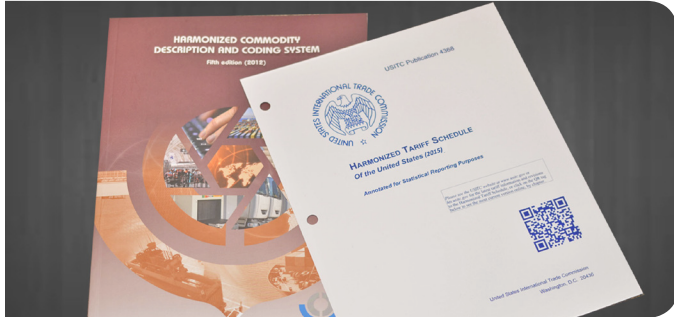 HARMONIZED COMMODITY
DESCRIPTION AND CODING SYSTEM
Fifth edition (2012)
USITC Publication 4368
UNITED STATES INTERNATIONAL TRADE COMMISSION
HARMONIZED TARIFF SCHEDULE
Of the United States (2015)
Annotated for Statistical Reporting Purposes
United States International Trade Commission
Washington, D.C. 20436